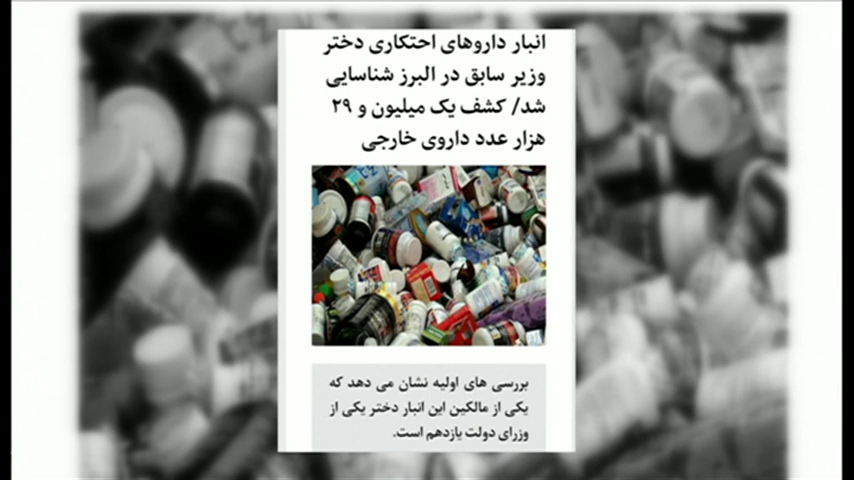 انبار داروهای احتکاری دختر
وزیر سابق در البرز شناسایی
شد/ کشف یک میلیون و ۲۹
هزار عدد داروی خارجی
بررسی های اولیه نشان می دهد که
یکی از مالکین این انبار دختر یکی از
وزرای دولت یازدهم است.